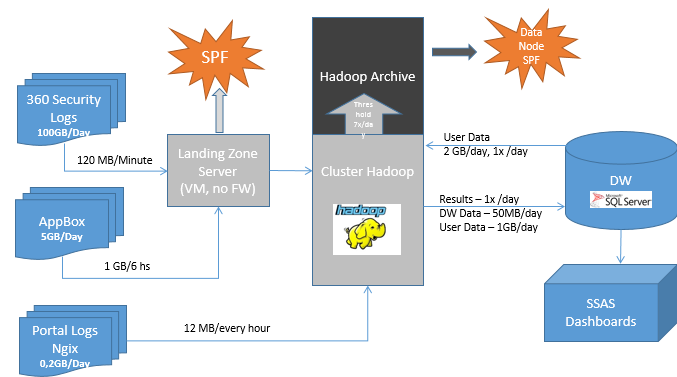 SPF
Data
Node
SPF
Hadoop Archive
Thres
hold
7x/da
360 Security
Logs
100GB/Day
120 MB/Minute
Landing Zone
Server
(VM, no FW)
Cluster Hadoop
hadoop
User Data
2 GB/day, 1x /day
Results – 1x /day
DW Data – 50MB/day
User Data – 1GB/day
DW
Microsoft
SQL Server
AppBox
5GB/Day
1 GB/6 hs
SSAS
Dashboards
Portal Logs
Ngix
0,2GB/Day
12 MB/every hour